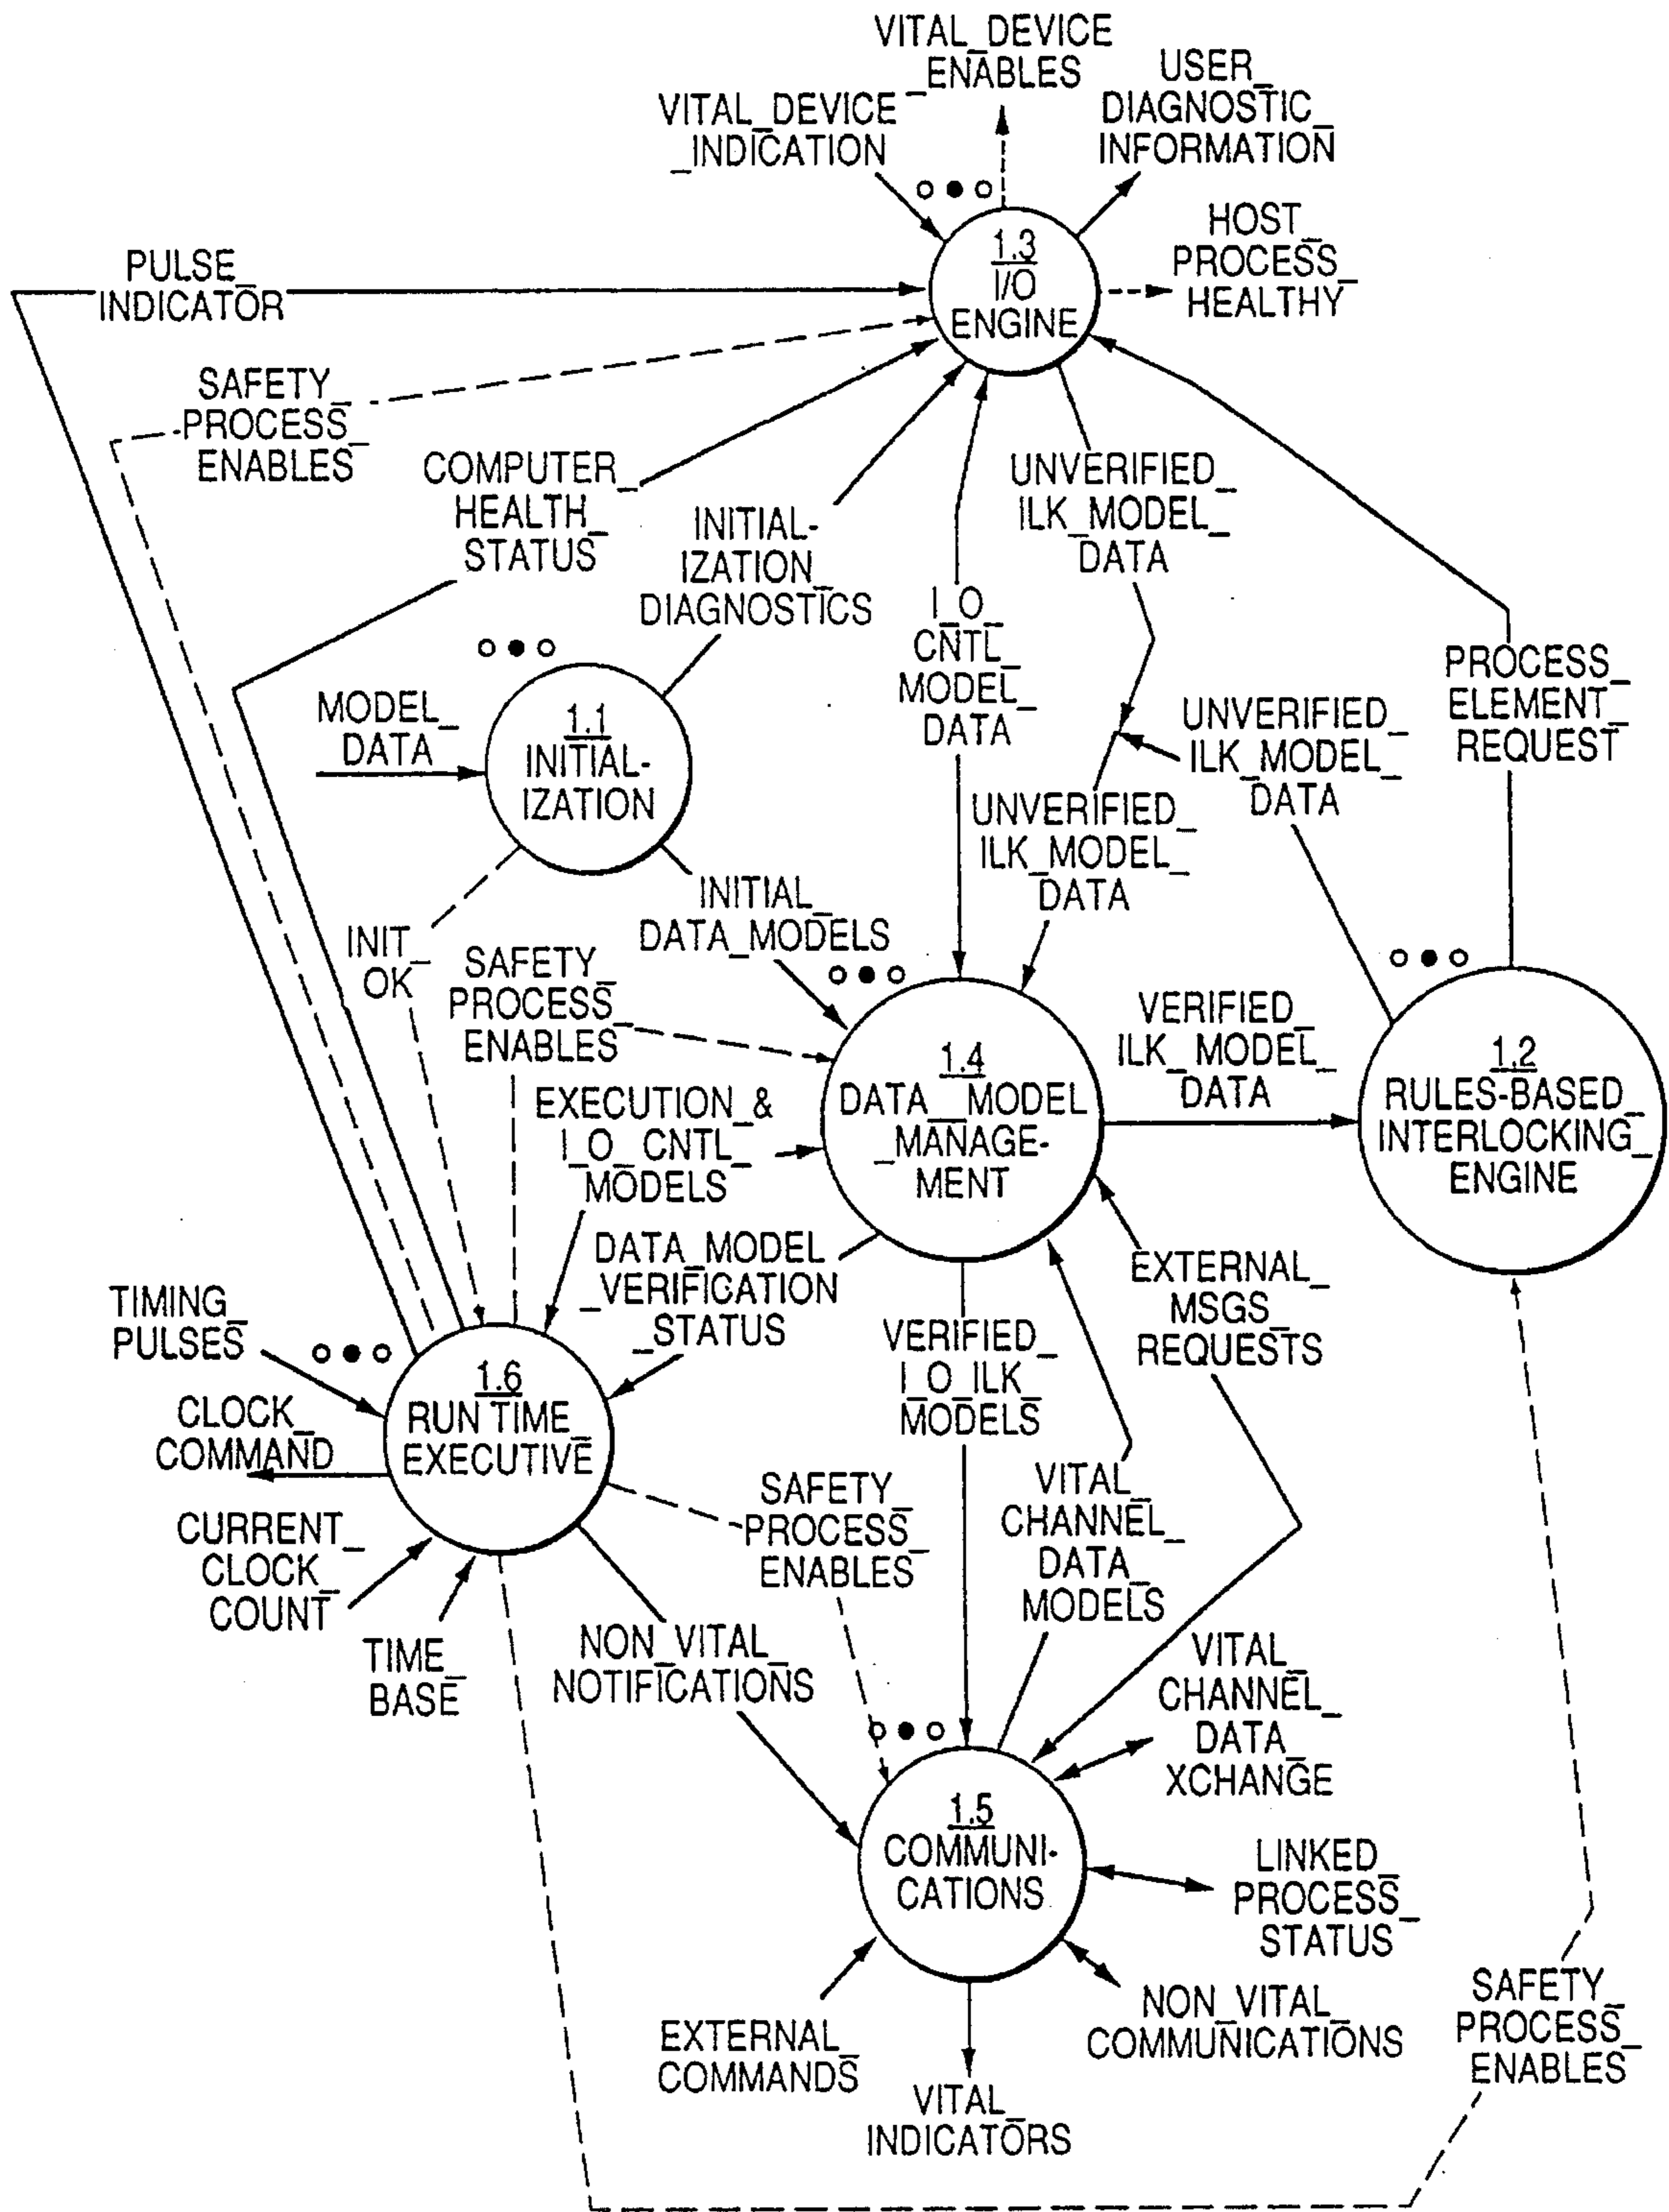 VITAL_DEVICE
_ENABLES
USER_
DIAGNOSTIC_
INFORMATION
VITAL_DEVICE
_INDICATION
HOST_
PROCESS_
HEALTHY
1.3
I/O
ENGINE
PULSE_
INDICATOR
SAFETY_
PROCESS_
ENABLES
COMPUTER_
HEALTH_
STATUS
INITIAL-
IZATION_
DIAGNOSTICS
UNVERIFIED_
ILK_MODEL_
DATA
I_O_
CNTL_
MODEL_
DATA
PROCESS_
ELEMENT_
REQUEST
MODEL_
DATA
1.1
INITIAL-
IZATION
UNVERIFIED_
ILK_MODEL_
DATA
UNVERIFIED_
ILK_MODEL_
DATA
INITIAL_
DATA_MODELS
INIT_
OK
SAFETY_
PROCESS_
ENABLES
VERIFIED_
ILK_MODEL_
DATA
1.4
DATA_MODEL
_MANAGE-
MENT
1.2
RULES-BASED_
INTERLOCKING_
ENGINE
EXECUTION_&
I_O_CNTL_
MODELS
DATA_MODEL
_VERIFICATION
_STATUS
EXTERNAL_
MSGS_
REQUESTS
TIMING_
PULSES
VERIFIED_
I_O_ILK_
MODELS
1.6
RUN TIME_
EXECUTIVE
CLOCK_
COMMAND
CURRENT_
CLOCK_
COUNT
TIME_
BASE
SAFETY_
PROCESS_
ENABLES
VITAL_
CHANNEL_
DATA_
MODELS
NON_VITAL_
NOTIFICATIONS
VITAL_
CHANNEL_
DATA_
XCHANGE
1.5
COMMUNI-
CATIONS
LINKED_
PROCESS_
STATUS
EXTERNAL_
COMMANDS
VITAL_
INDICATORS
NON_VITAL_
COMMUNICATIONS
SAFETY_
PROCESS_
ENABLES